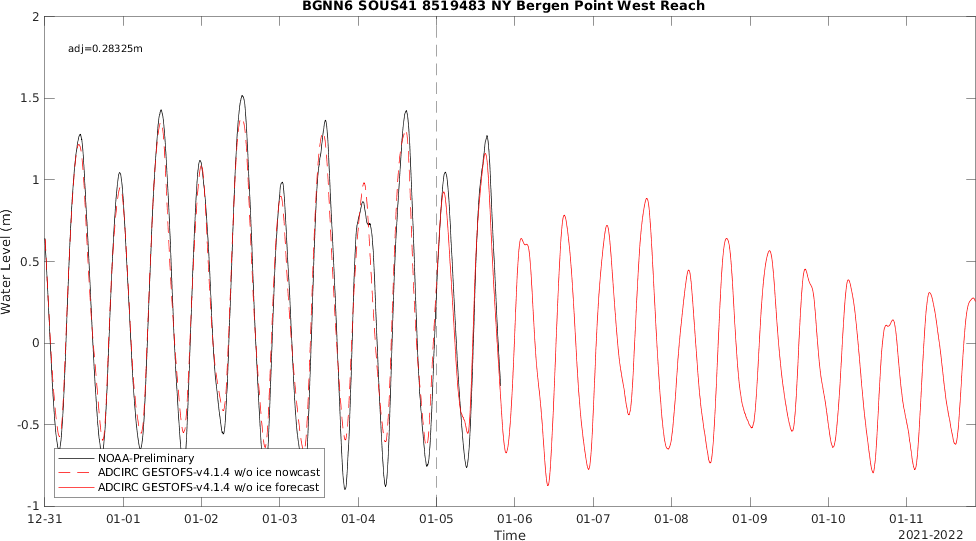 BGNN6 SOUS41 8519483 NY Bergen Point West Reach
2
adj=0.28325m
1.5
1
0.5
0
-0.5
-1
Water Level (m)
NOAA-Preliminary
ADCIRC GESTOFS-v4.1.4 w/o ice nowcast
ADCIRC GESTOFS-v4.1.4 w/o ice forecast
12-31 01-01 01-02 01-03 01-04 01-05 01-06 01-07 01-08 01-09 01-10 01-11
Time
2021-2022